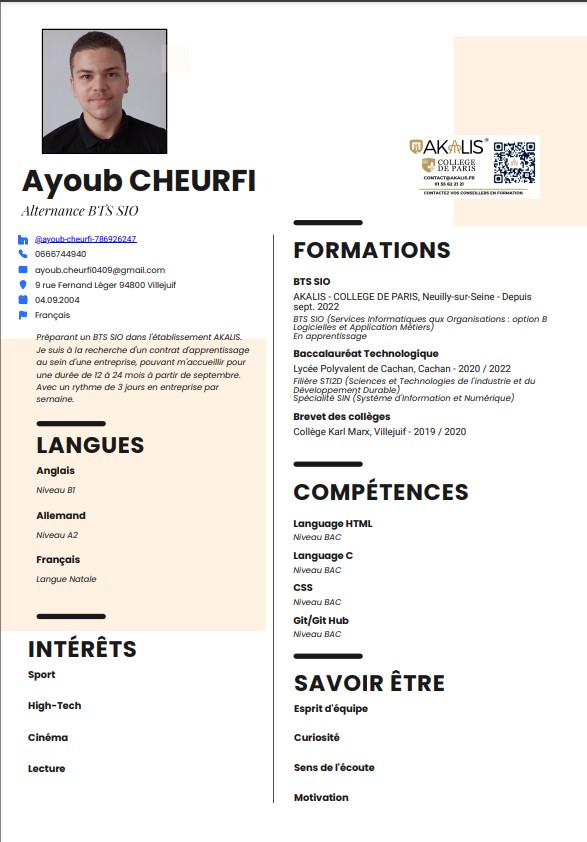 Ayoub CHEURFI
Alternance BTS SIO
@ayoub-cheurfi-786926247
0666744940
ayoub.cheurfi0409@gmail.com
9 rue Fernand Léger 94800 Villejuif
04.09.2004
Français
Préparant un BTS SIO dans l'établissement AKALIS.
Je suis à la recherche d'un contrat d'apprentissage
au sein d'une entreprise, pouvant m'accueillir pour
une durée de 12 à 24 mois à partir de septembre.
Avec un rythme de 3 jours en entreprise par
semaine.
LANGUES
Anglais
Niveau B1
Allemand
Niveau A2
Français
Langue Natale
INTÉRÊTS
Sport
High-Tech
Cinéma
Lecture
AKALIS
COLLEGE
DE PARIS
CONTACT@AKALIS.FR
01 55 62 21 21
CONTACTEZ VOS CONSEILLERS EN FORMATION
FORMATIONS
BTS SIO
AKALIS - COLLEGE DE PARIS, Neuilly-sur-Seine - Depuis
sept. 2022
BTS SIO (Services Informatiques aux Organisations : option B
Logicielles et Application Métiers)
En apprentissage
Baccalauréat Technologique
Lycée Polyvalent de Cachan, Cachan - 2020 / 2022
Filière STI2D (Sciences et Technologies de l'industrie et du
Développement Durable)
Spécialité SIN (Système d'Information et Numérique)
Brevet des collèges
Collège Karl Marx, Villejuif - 2019 / 2020
COMPÉTENCES
Language HTML
Niveau BAC
Language C
Niveau BAC
CSS
Niveau BAC
Git/Git Hub
Niveau BAC
SAVOIR ÊTRE
Esprit d'équipe
Curiosité
Sens de l'écoute
Motivation